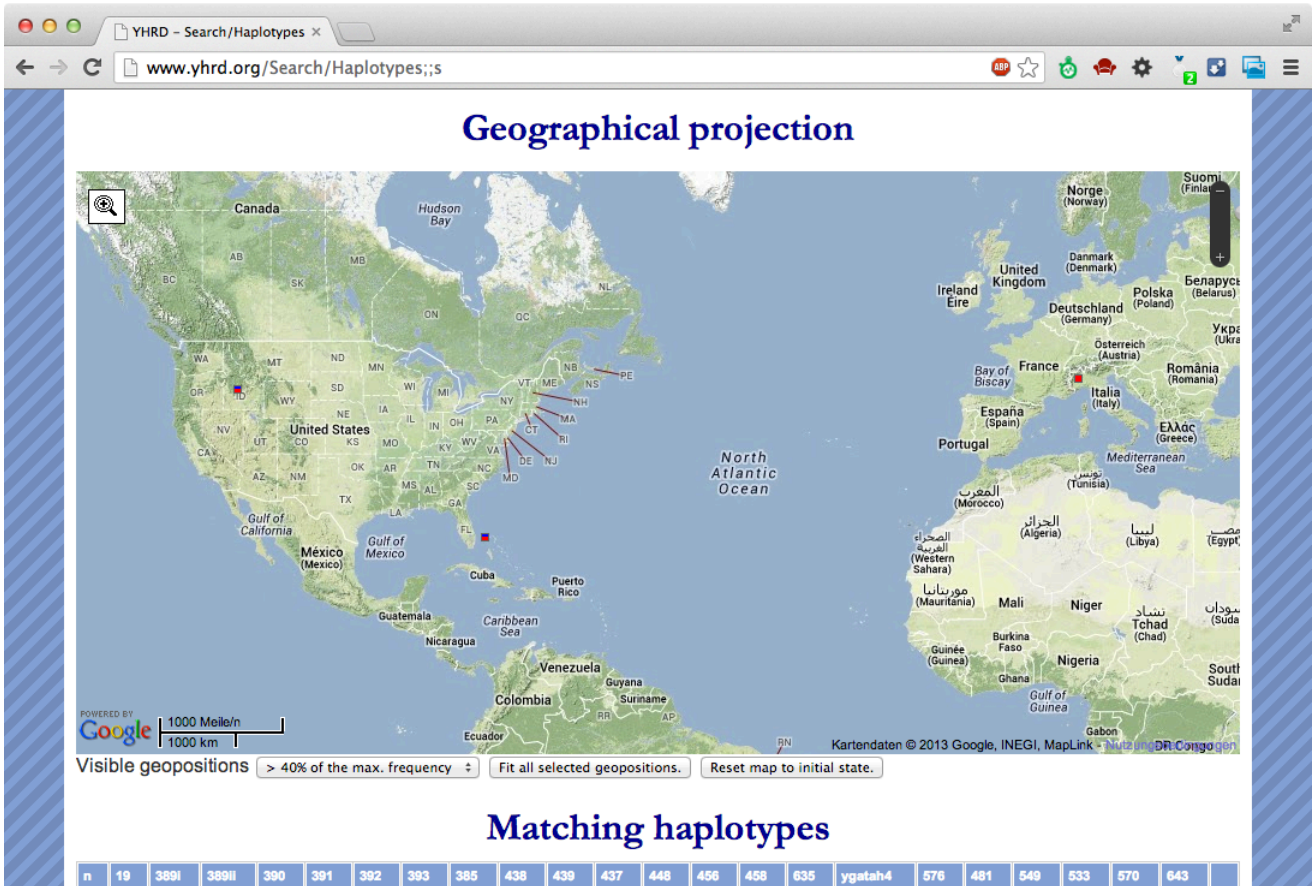 YHRD - Search/Haplotypes
www.yhrd.org/Search/Haplotypes;;s
ABP
2
Geographical projection
Canada
Hudson
Bay
AB
MB
BC
SK
NL
ON
QC
WA
MT
ND
MN
NB
PE
OR
ID
SD
WI
MI
VT
ME
NS
WY
NY
NH
NE
IA
MA
NV
United States
IL
IN
OH
PA
CT
RI
UT
CO
KS
MO
WV
CA
KY
VA
DE
NJ
AZ
NM
OK
AR
TN
NC
MD
MS
AL
SC
TX
LA
GA
Gulf of
California
FL
Gulf of
Mexico
México
(Mexico)
Cuba
Puerto
Rico
Guatemala
Caribbean
Sea
Nicaragua
Venezuela
Guyana
Colombia
Suriname
RR
AP
Ecuador
RN
North
Atlantic
Ocean
Suomi
Norge
(Norway)
Danmark
(Denmark)
United
Kingdom
Ireland
Éire
Polska
(Poland)
(Belarus)
Deutschland
(Germany)
Österreich
(Austria)
France
Bay of
Biscay
România
(Romania)
Italia
(Italy)
España
(Spain)
Ελλάς
(Greece)
Portugal
Mediterranean
Sea
تونس
(Tunisia)
المغرب
(Morocco)
الجزائر
(Algeria)
ليبيا
(Libya)
الصحراء
الغربية
(Western
Sahara)
موريتانيا
(Mauritania)
Mali
Niger
تشاد
Tchad
(Chad)
Burkina
Faso
Guinée
(Guinea)
Nigeria
Ghana
Gulf of
Guinea
Gabon
DR Congo
POWERED BY
Google
1000 Meile/n
1000 km
Kartendaten © 2013 Google, INEGI, MapLink - Nutzungsbedingungen
Visible geopositions > 40% of the max. frequency Fit all selected geopositions. Reset map to initial state.
Matching haplotypes
n 19 389I 389II 390 391 392 393 385 438 439 437 448 456 458 635 ygatah4 576 481 549 533 570 643